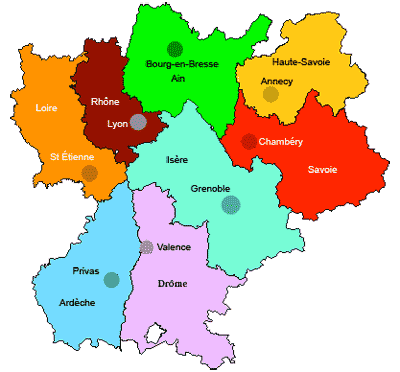 Bourg-en-Bresse
Ain
Haute-Savoie
Annecy
Loire
Rhône
Lyon
St Étienne
Isère
Chambéry
Savoie
Grenoble
Valence
Privas
Drôme
Ardèche